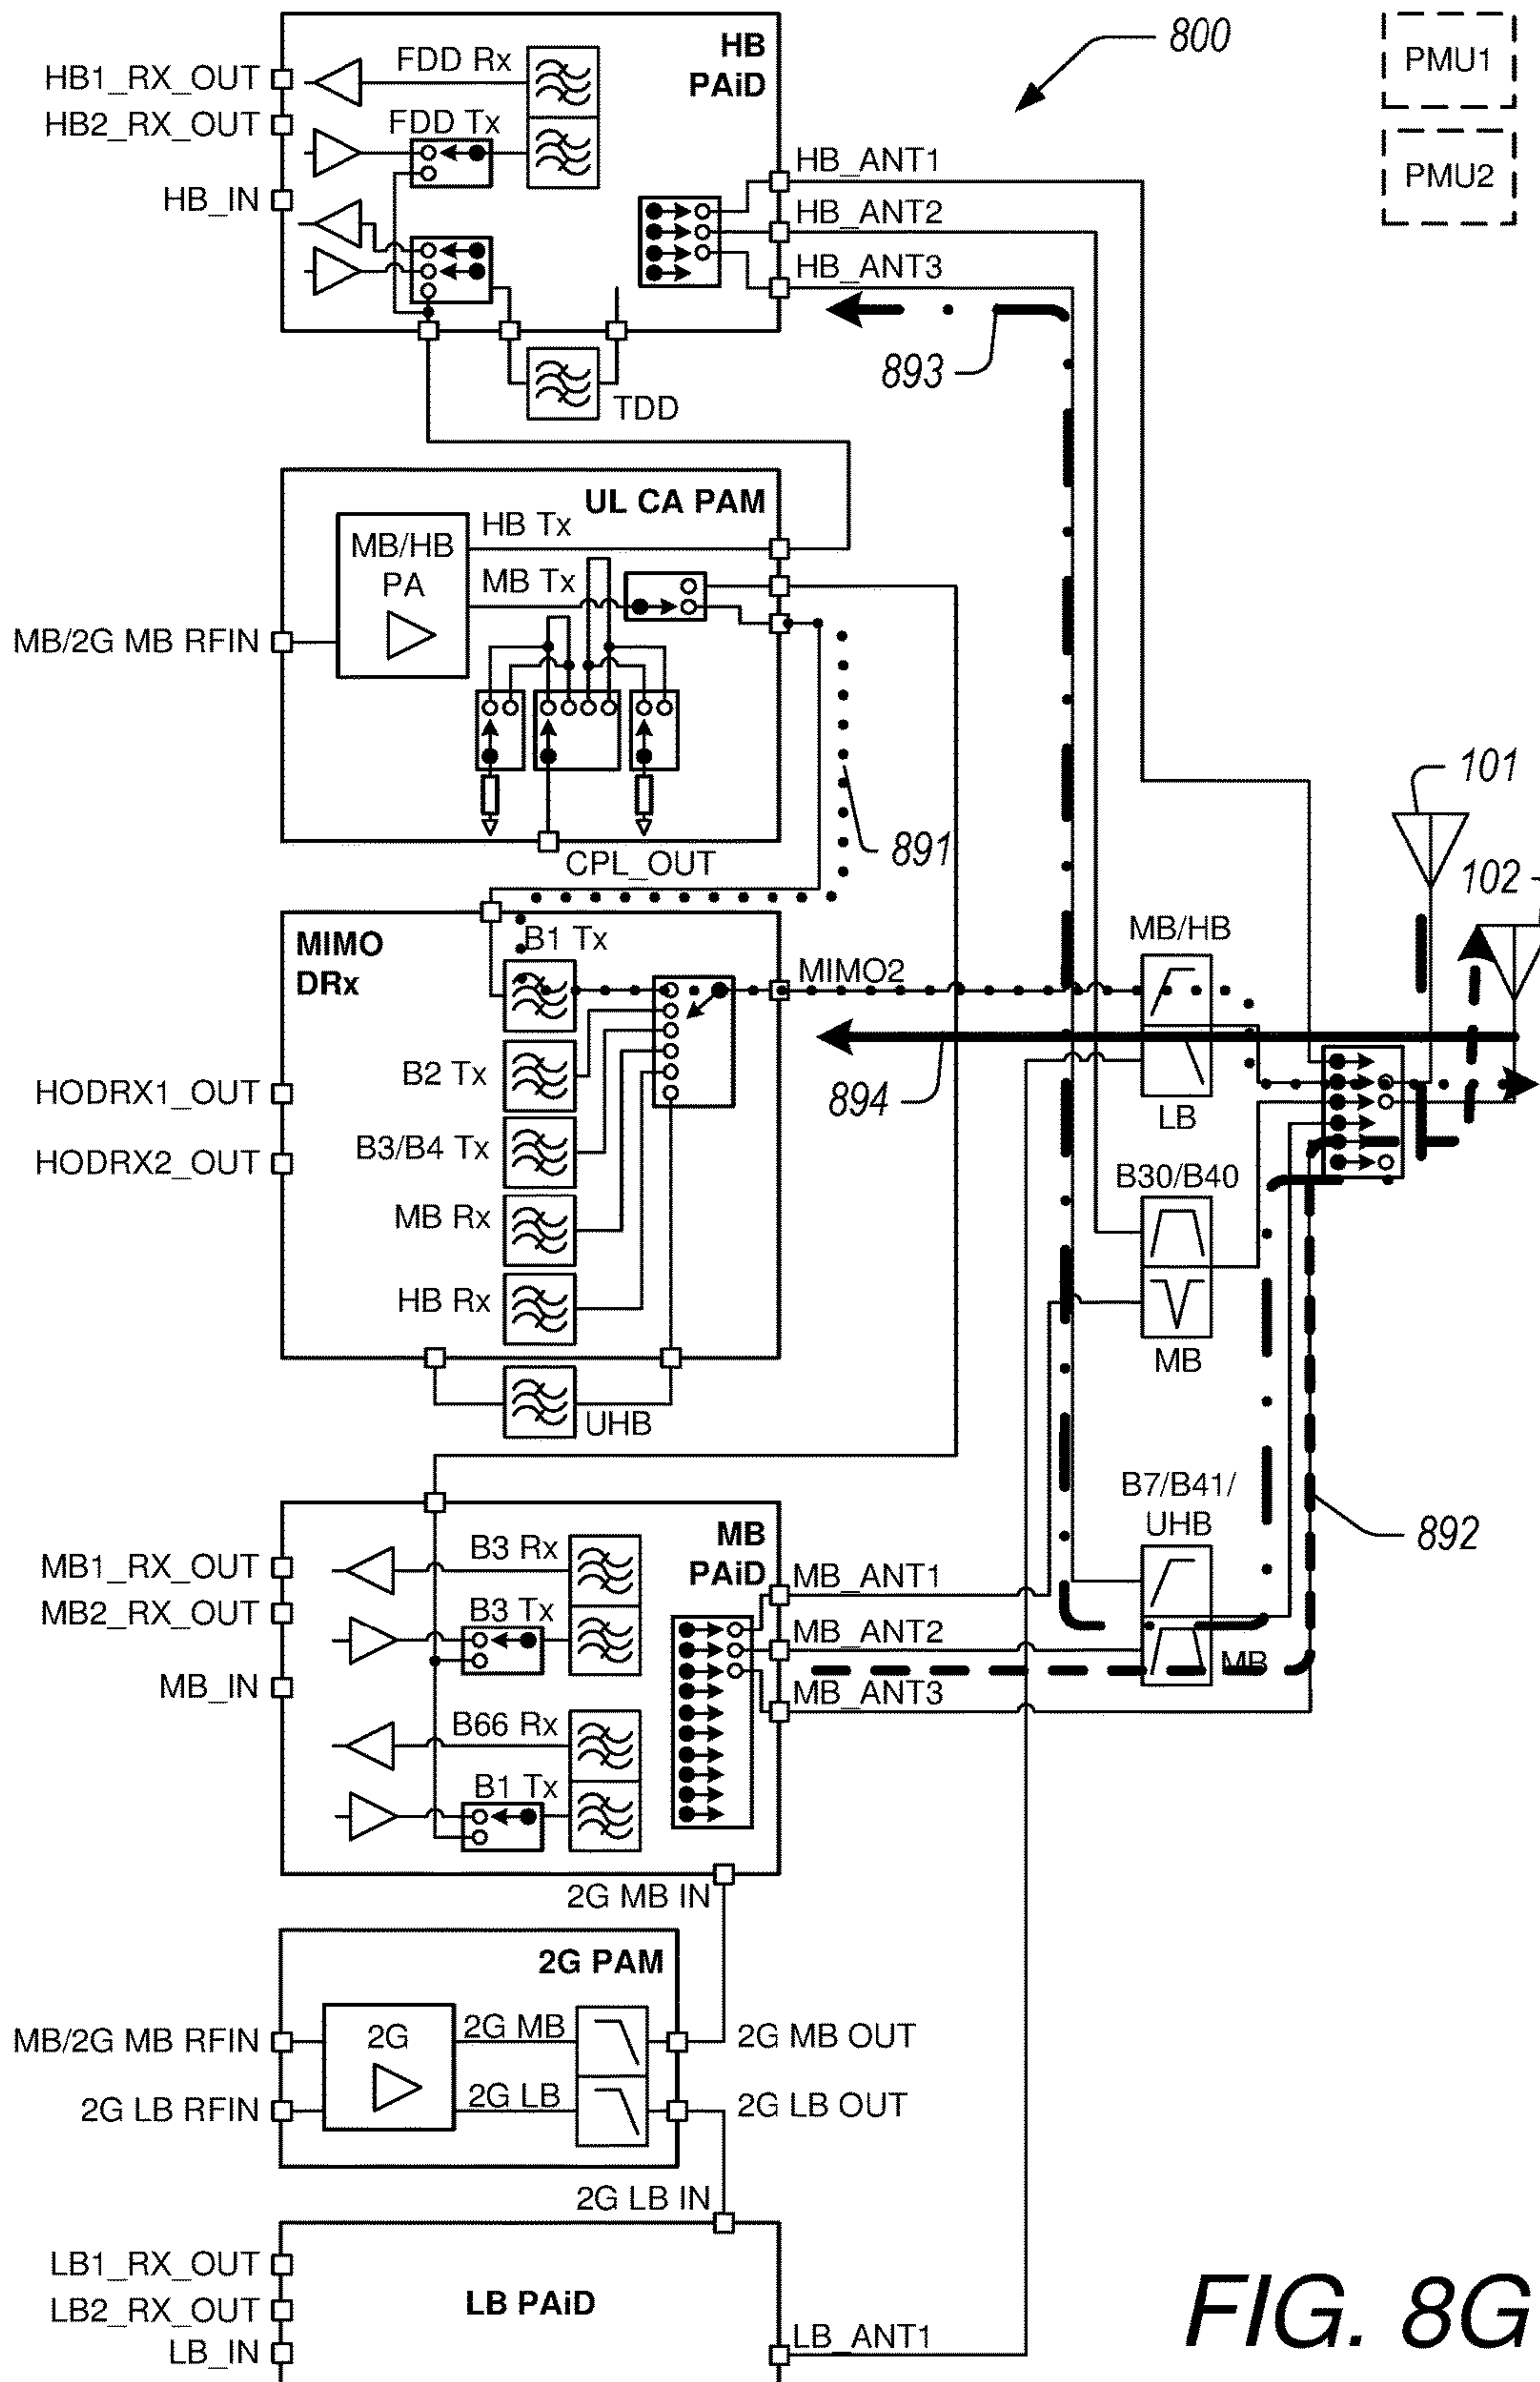 HB
PAiD
800
PMU1
PMU2
HB1_RX_OUT
HB2_RX_OUT
HB_IN
FDD Rx
FDD Tx
HB_ANT1
HB_ANT2
HB_ANT3
893
TDD
UL CA PAM
MB/HB
PA
HB Tx
MB Tx
MB/2G MB RFIN
CPL_OUT
891
101
102
MIMO
DRx
B1 Tx
MIMO2
MB/HB
B2 Tx
894
LB
HODRX1_OUT
HODRX2_OUT
B3/B4 Tx
B30/B40
MB Rx
HB Rx
MB
UHB
B7/B41/
UHB
892
MB
PAiD
MB1_RX_OUT
MB2_RX_OUT
MB_IN
B3 Rx
B3 Tx
MB_ANT1
MB_ANT2
MB
MB_ANT3
B66 Rx
B1 Tx
2G MB IN
2G PAM
MB/2G MB RFIN
2G LB RFIN
2G
2G MB
2G LB
2G MB OUT
2G LB OUT
2G LB IN
LB1_RX_OUT
LB2_RX_OUT
LB_IN
LB PAiD
LB_ANT1
FIG. 8G